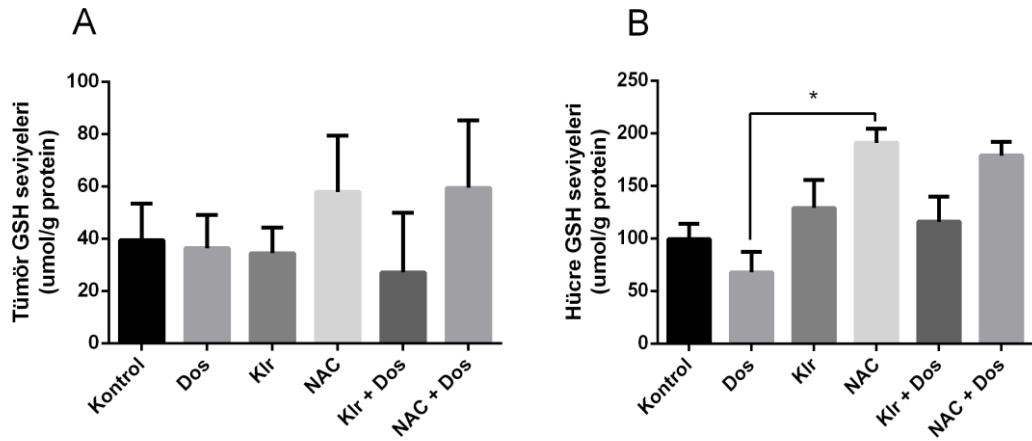 A
Tümör GSH seviyeleri
(umol/g protein)
100
80
60
40
20
0
Kontrol
Dos
Klr
NAC
Klr + Dos
NAC + Dos
B
Hücre GSH seviyeleri
(umol/g protein)
250
200
150
100
50
0
*
Kontrol
Dos
Klr
NAC
Klr + Dos
NAC + Dos